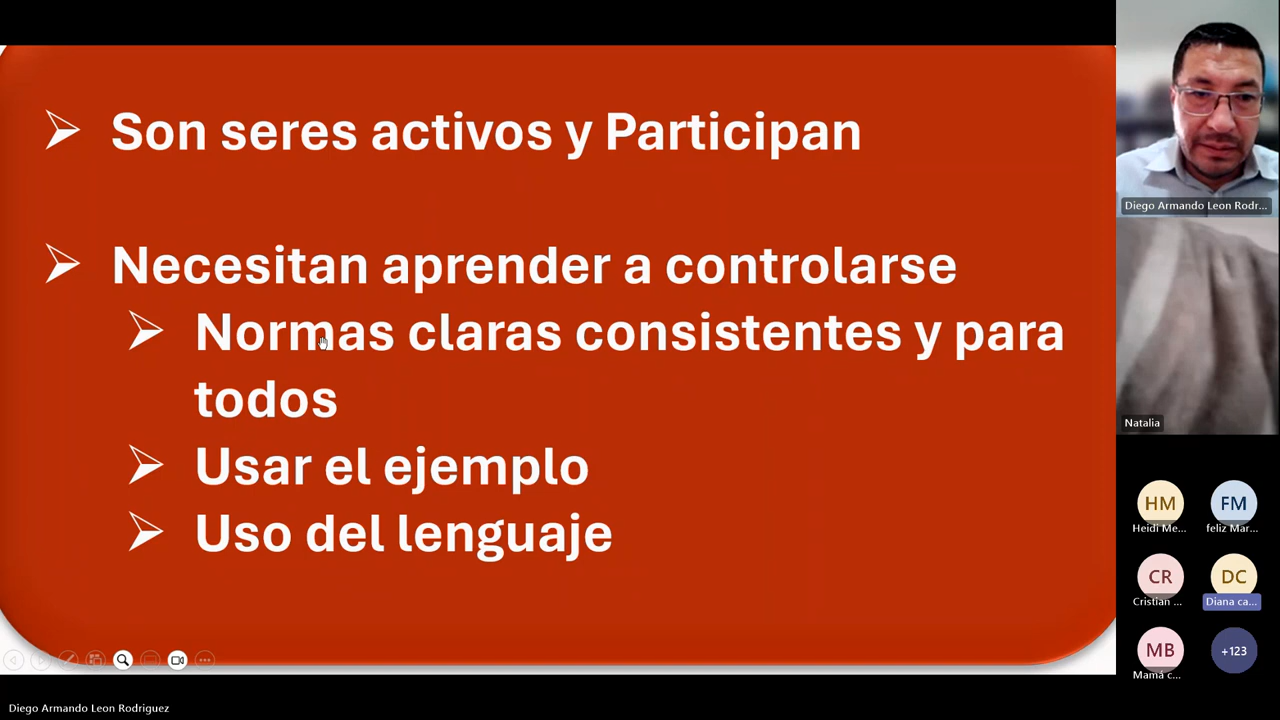 Son seres activos y Participan
Necesitan aprender a controlarse
Normas claras consistentes y para
todos
Usar el ejemplo
Uso del lenguaje
Diego Armando Leon Rodr...
Natalia
HM
FM
Heidi Me...
feliz Mar...
CR
DC
Cristian ...
Diana ca...
MB
+123
Mamá c...
Diego Armando Leon Rodriguez